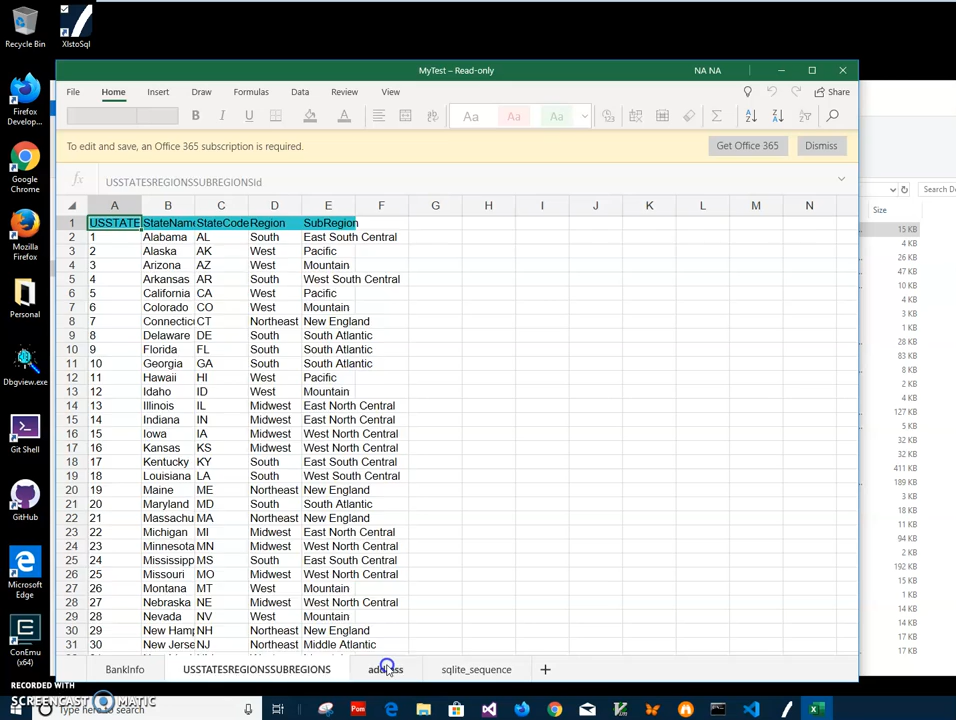 Recycle Bin
XlstoSql
Firefox
Develop...
Google
Chrome
Mozilla
Firefox
Personal
Dbgview.exe
Git Shell
GitHub
Microsoft
Edge
ConEmu
(x64)
MyTest – Read-only
NA NA
File Home Insert Draw Formulas Data Review View Share
B I U Aa Aa Aa
To edit and save, an Office 365 subscription is required. Get Office 365 Dismiss
fx USSTATESREGIONSSUBREGIONSId
A B C D E F G H I J K L M N
1 USSTATE StateName StateCode Region SubRegion
2 1 Alabama AL South East South Central
3 2 Alaska AK West Pacific
4 3 Arizona AZ West Mountain
5 4 Arkansas AR South West South Central
6 5 California CA West Pacific
7 6 Colorado CO West Mountain
8 7 Connectic CT Northeast New England
9 8 Delaware DE South South Atlantic
10 9 Florida FL South South Atlantic
11 10 Georgia GA South South Atlantic
12 11 Hawaii HI West Pacific
13 12 Idaho ID West Mountain
14 13 Illinois IL Midwest East North Central
15 14 Indiana IN Midwest East North Central
16 15 Iowa IA Midwest West North Central
17 16 Kansas KS Midwest West North Central
18 17 Kentucky KY South East South Central
19 18 Louisiana LA South West South Central
20 19 Maine ME Northeast New England
21 20 Maryland MD South South Atlantic
22 21 Massachu MA Northeast New England
23 22 Michigan MI Midwest East North Central
24 23 Minnesota MN Midwest West North Central
25 24 Mississipp MS South East South Central
26 25 Missouri MO Midwest West North Central
27 26 Montana MT West Mountain
28 27 Nebraska NE Midwest West North Central
29 28 Nevada NV West Mountain
30 29 New Hamp NH Northeast New England
31 30 New Jerse NJ Northeast Middle Atlantic
BankInfo USSTATESREGIONSSUBREGIONS address sqlite_sequence +
Search De
Size
15 KB
4 KB
26 KB
47 KB
10 KB
4 KB
3 KB
1 KB
28 KB
83 KB
8 KB
2 KB
127 KB
5 KB
32 KB
32 KB
411 KB
189 KB
3 KB
18 KB
11 KB
94 KB
2 KB
192 KB
15 KB
1 KB
14 KB
14 KB
17 KB
17 KB
RECORDED WITH
SCREENCAST MATIC
Type here to search
Pom